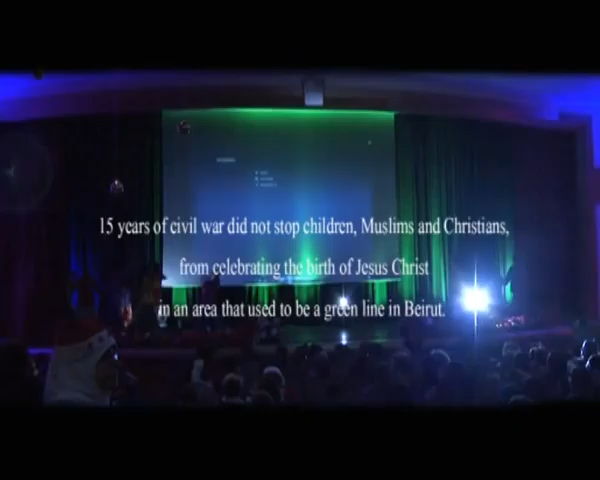 15 years of civil war did not stop children, Muslims and Christians,
from celebrating the birth of Jesus Christ
in an area that used to be a green line in Beirut.